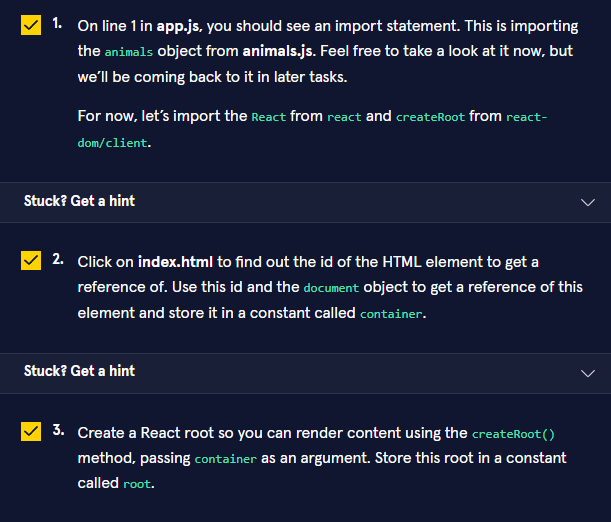 1. On line 1 in app.js, you should see an import statement. This is importing
the animals object from animals.js. Feel free to take a look at it now, but
we’ll be coming back to it in later tasks.
For now, let’s import the React from react and createRoot from react-
dom/client.
Stuck? Get a hint
2. Click on index.html to find out the id of the HTML element to get a
reference of. Use this id and the document object to get a reference of this
element and store it in a constant called container.
Stuck? Get a hint
3. Create a React root so you can render content using the createRoot()
method, passing container as an argument. Store this root in a constant
called root.